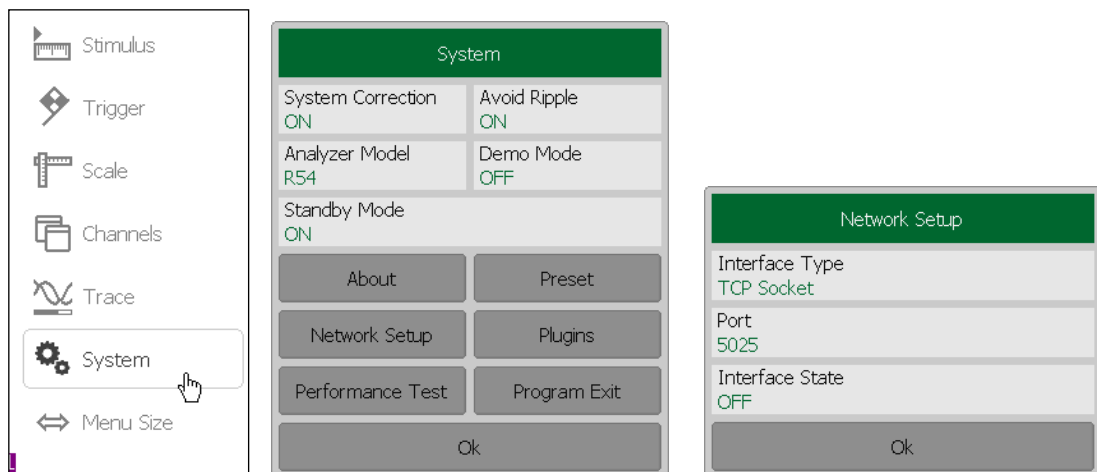 Stimulus
Trigger
Scale
Channels
Trace
System
Menu Size
System
System Correction
ON
Avoid Ripple
ON
Analyzer Model
R54
Demo Mode
OFF
Standby Mode
ON
About
Preset
Network Setup
Plugins
Performance Test
Program Exit
Ok
Network Setup
Interface Type
TCP Socket
Port
5025
Interface State
OFF
Ok